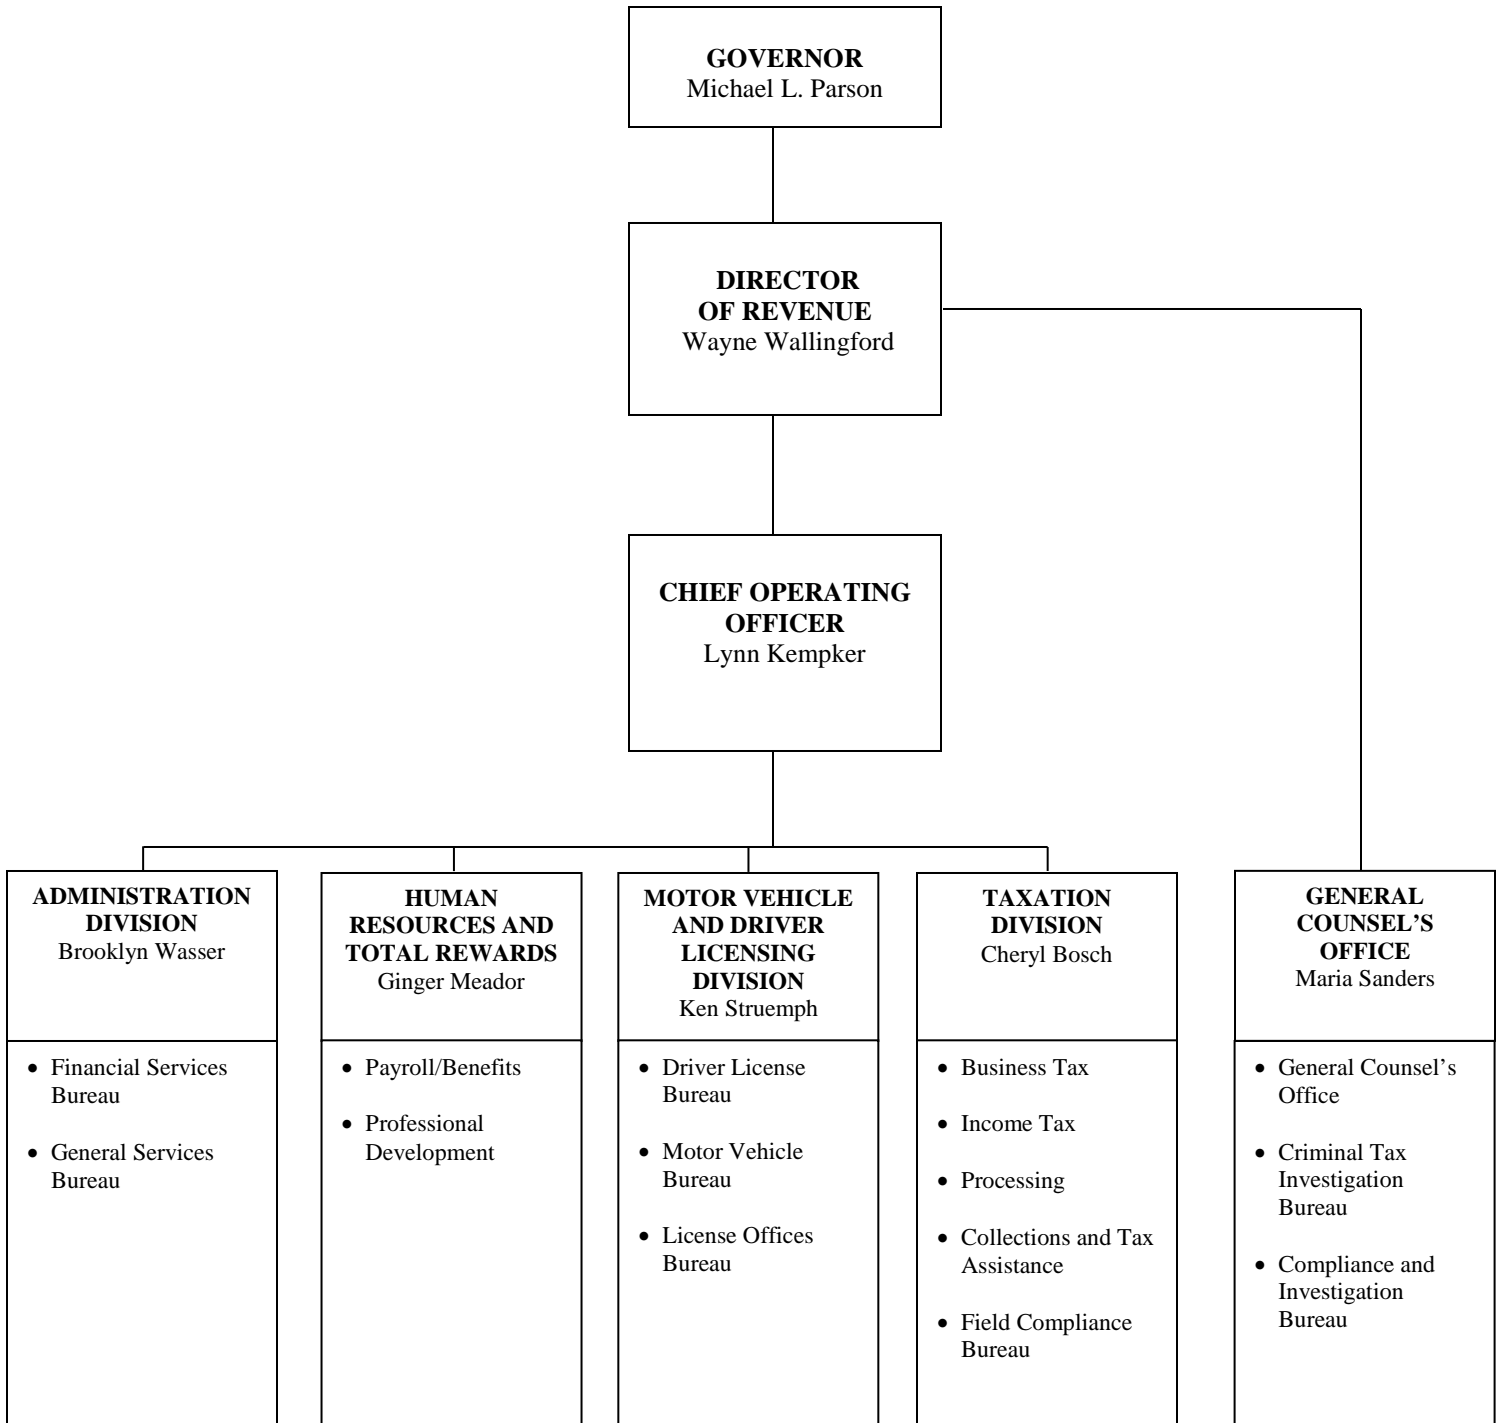 GOVERNOR
Michael L. Parson
DIRECTOR
OF REVENUE
Wayne Wallingford
CHIEF OPERATING
OFFICER
Lynn Kempker
ADMINISTRATION
DIVISION
Brooklyn Wasser
• Financial Services
Bureau
• General Services
Bureau
HUMAN
RESOURCES AND
TOTAL REWARDS
Ginger Meador
• Payroll/Benefits
• Professional
Development
MOTOR VEHICLE
AND DRIVER
LICENSING
DIVISION
Ken Struemph
• Driver License
Bureau
• Motor Vehicle
Bureau
• License Offices
Bureau
TAXATION
DIVISION
Cheryl Bosch
• Business Tax
• Income Tax
• Processing
• Collections and Tax
Assistance
• Field Compliance
Bureau
GENERAL
COUNSEL’S
OFFICE
Maria Sanders
• General Counsel’s
Office
• Criminal Tax
Investigation
Bureau
• Compliance and
Investigation
Bureau